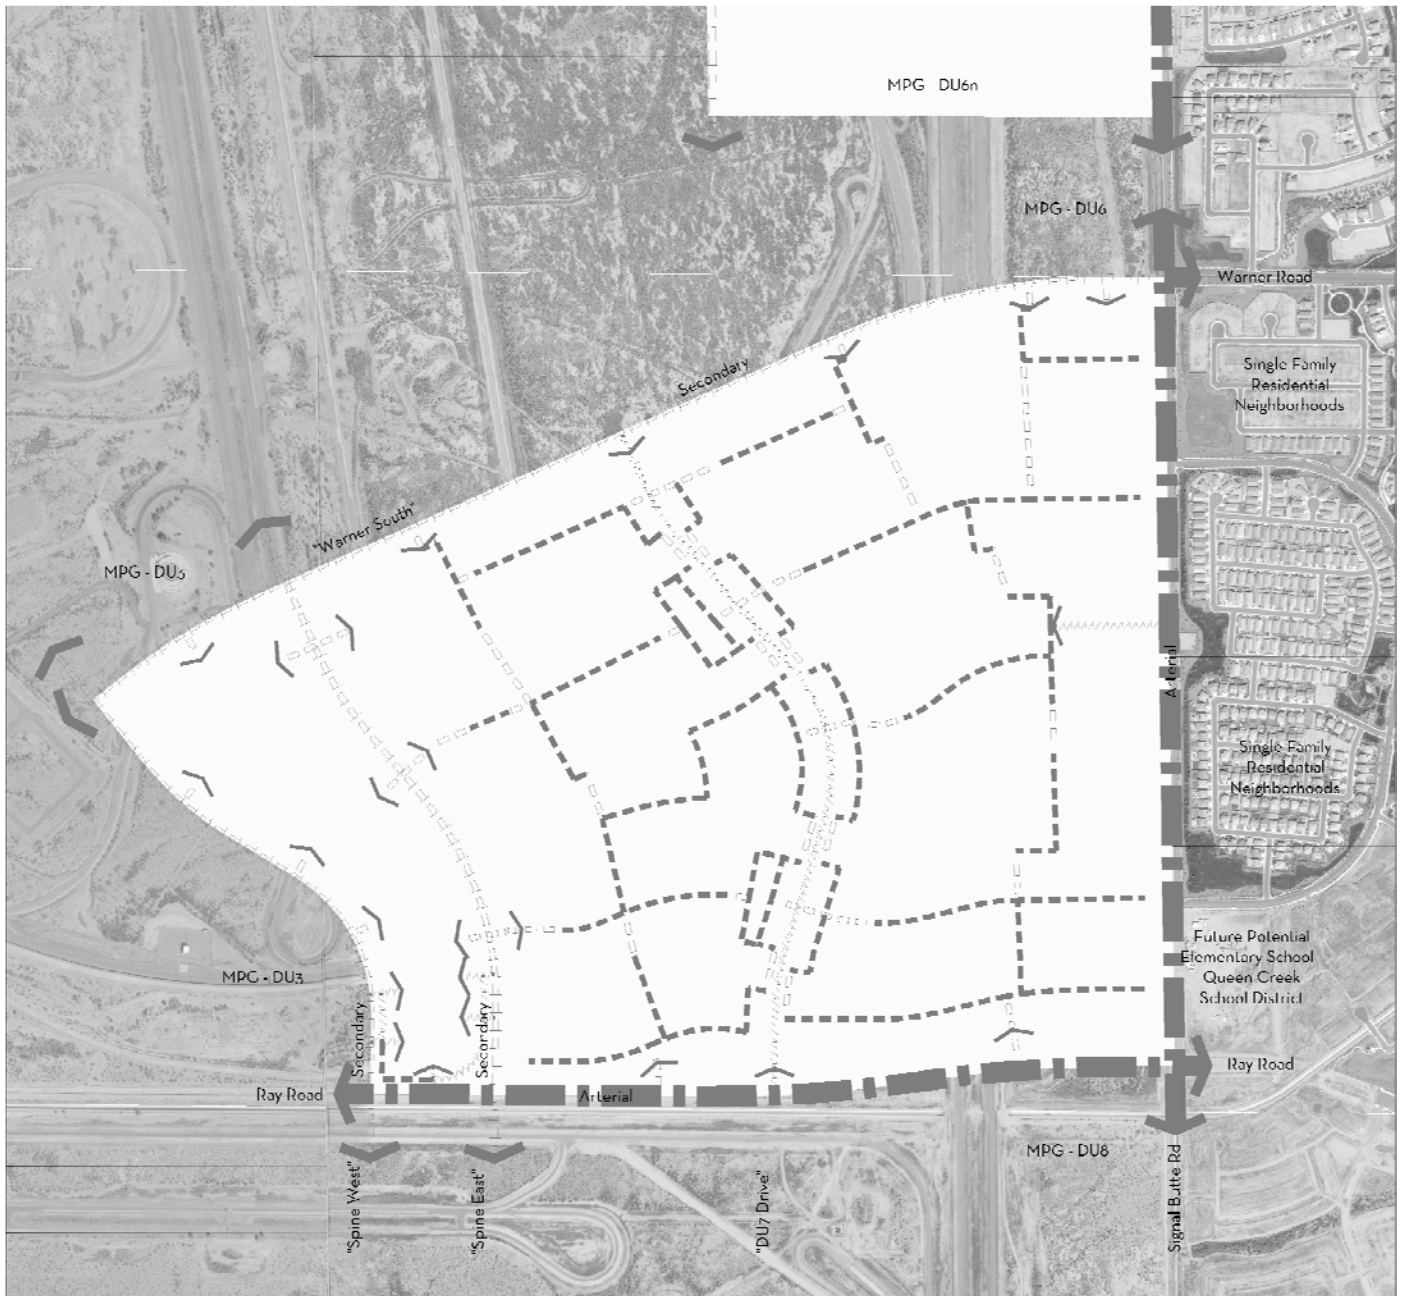 MPG - DU6n
MPG - DU6
Warner Road
Single Family
Residential
Neighborhoods
Secondary
"Warner South"
MPG - DU3
Arterial
Single Family
Residential
Neighborhoods
Future Potential
Elementary School
Queen Creek
School District
MPG - DU3
Secondary
Secondary
Ray Road
Arterial
Ray Road
MPG - DU8
"Spine West"
"Spine East"
"DU7 Drive"
Signal Butte Rd